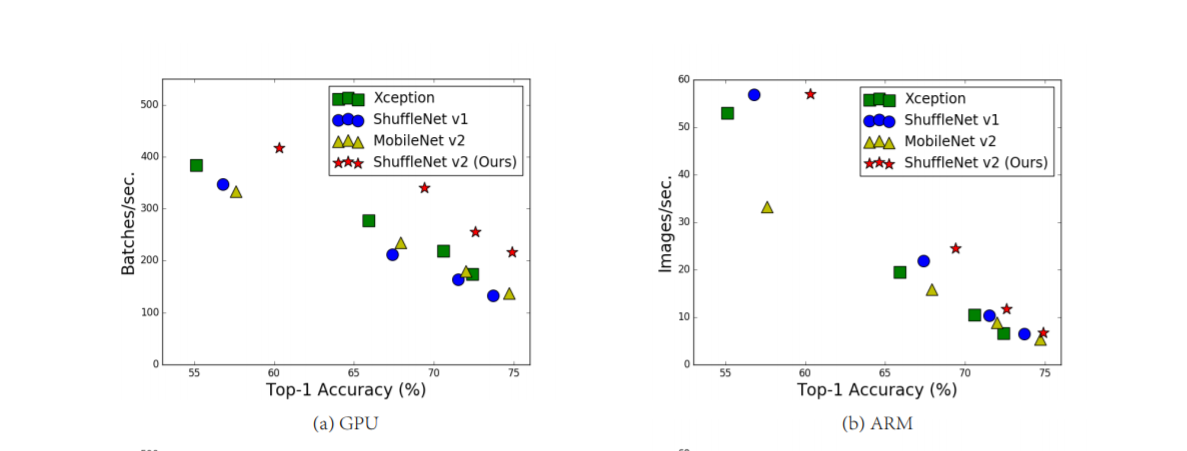 500
400
300
200
100
0
Batches/sec.
Xception
ShuffleNet v1
MobileNet v2
ShuffleNet v2 (Ours)
55 60 65 70 75
Top-1 Accuracy (%)
(a) GPU
60
50
40
30
20
10
0
Images/sec.
Xception
ShuffleNet v1
MobileNet v2
ShuffleNet v2 (Ours)
55 60 65 70 75
Top-1 Accuracy (%)
(b) ARM